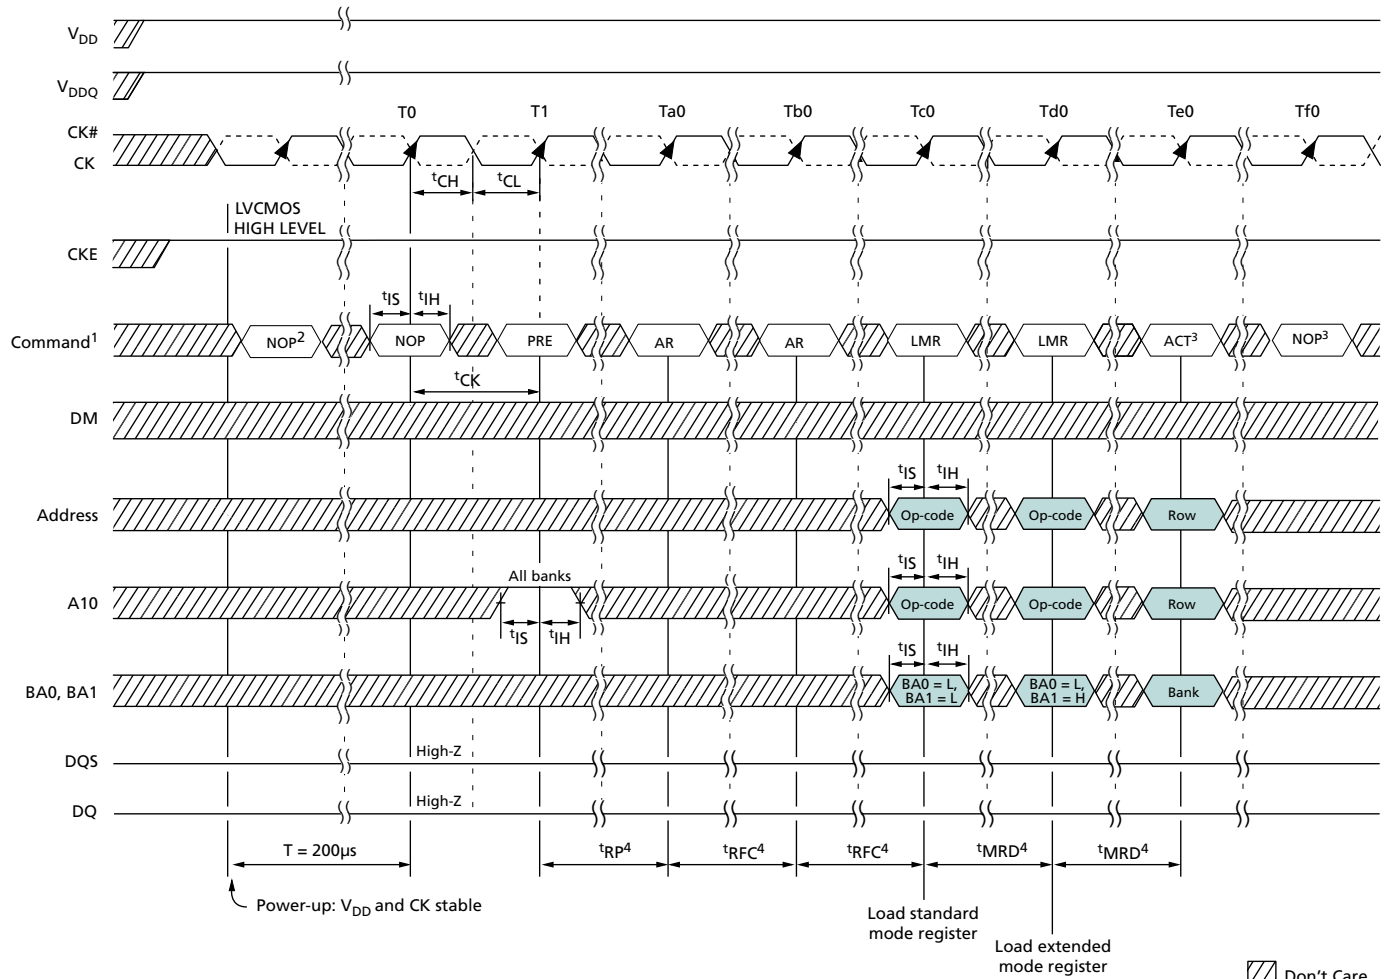 VDD
VDDQ
T0 T1 Ta0 Tb0 Tc0 Td0 Te0 Tf0
CK#
CK
tCH tCL
LVCMOS
HIGH LEVEL
CKE
tIS tIH
Command1 NOP2 NOP PRE AR AR LMR LMR ACT3 NOP3
tCK
DM
tIS tIH
Address Op-code Op-code Row
All banks tIS tIH
A10 Op-code Op-code Row
tIS tIH
tIS tIH
BA0, BA1 BA0 = L, BA1 = L BA0 = L, BA1 = H Bank
DQS High-Z
DQ High-Z
T = 200µs tRP4 tRFC4 tRFC4 tMRD4 tMRD4
Power-up: VDD and CK stable
Load standard
mode register
Load extended
mode register
Don't Care